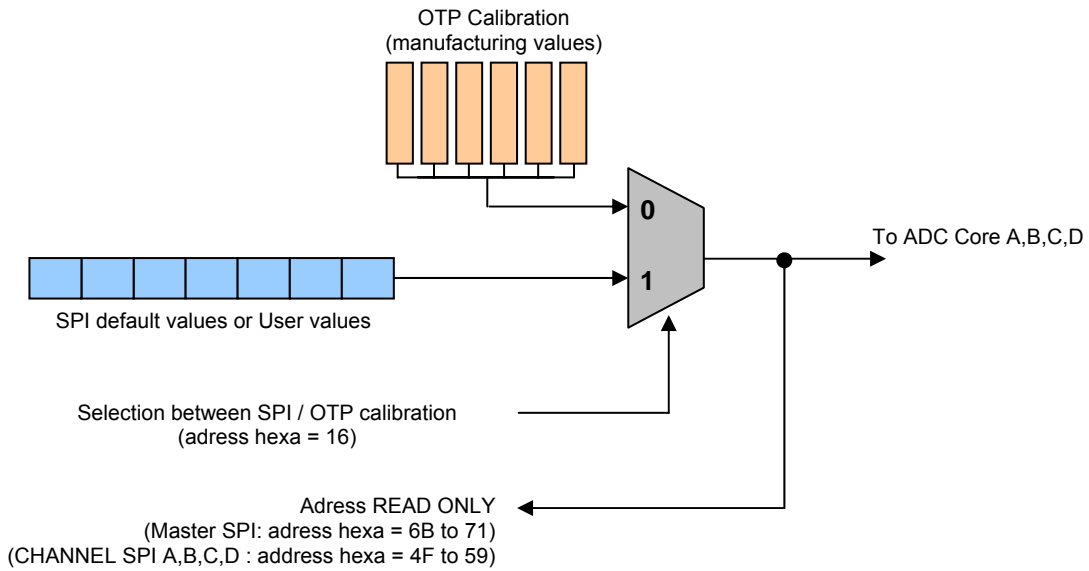 OTP Calibration
(manufacturing values)
0
To ADC Core A,B,C,D
1
SPI default values or User values
Selection between SPI / OTP calibration
(adress hexa = 16)
Adress READ ONLY
(Master SPI: adress hexa = 6B to 71)
(CHANNEL SPI A,B,C,D : address hexa = 4F to 59)